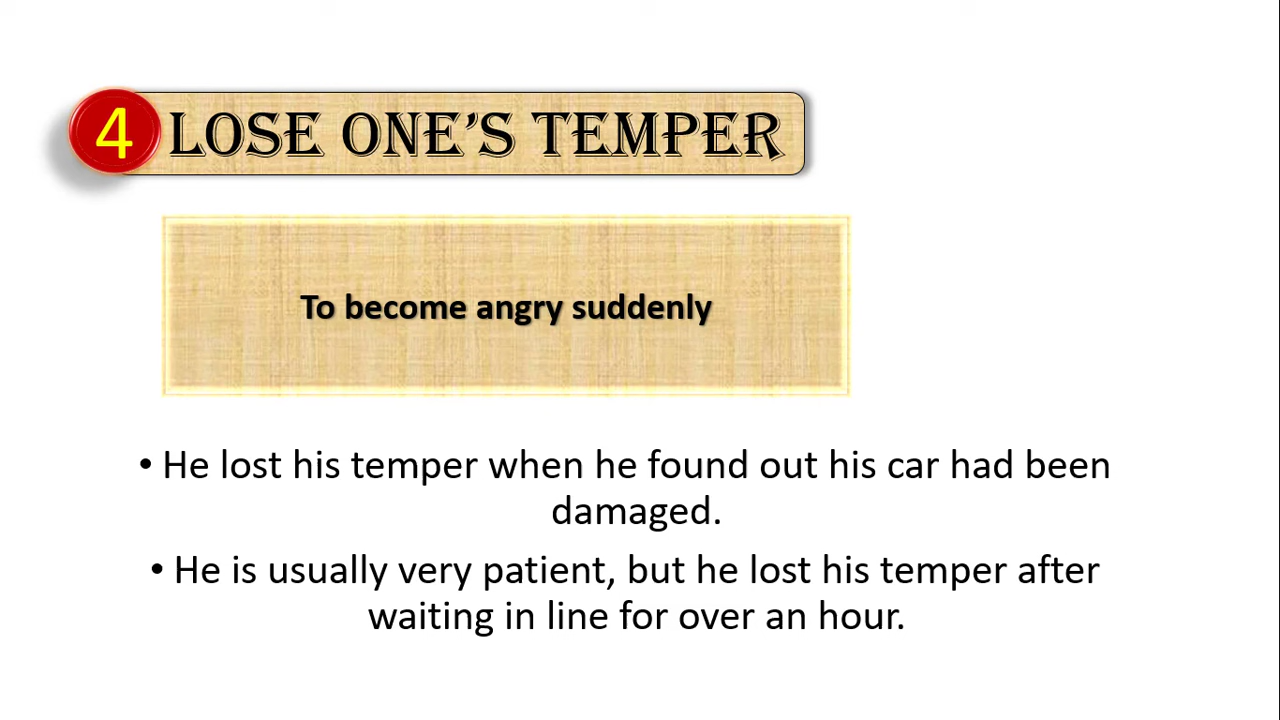 4 LOSE ONE’S TEMPER
To become angry suddenly
• He lost his temper when he found out his car had been
damaged.
• He is usually very patient, but he lost his temper after
waiting in line for over an hour.